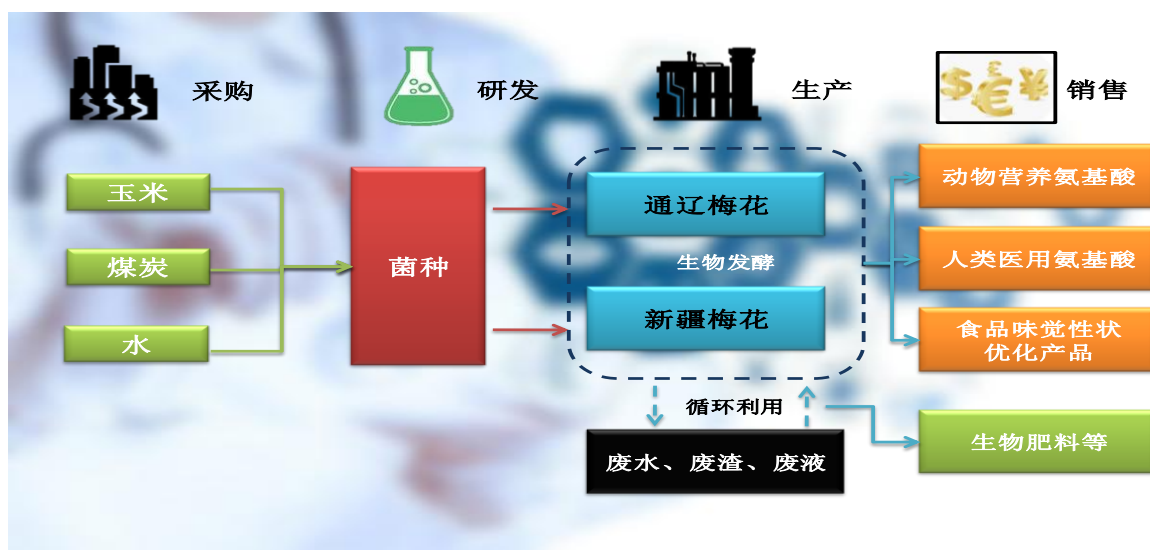 采购
研发
生产
销售
玉米
煤炭
水
菌种
通辽梅花
生物发酵
新疆梅花
循环利用
废水、废渣、废液
动物营养氨基酸
人类医用氨基酸
食品味觉性状
优化产品
生物肥料等